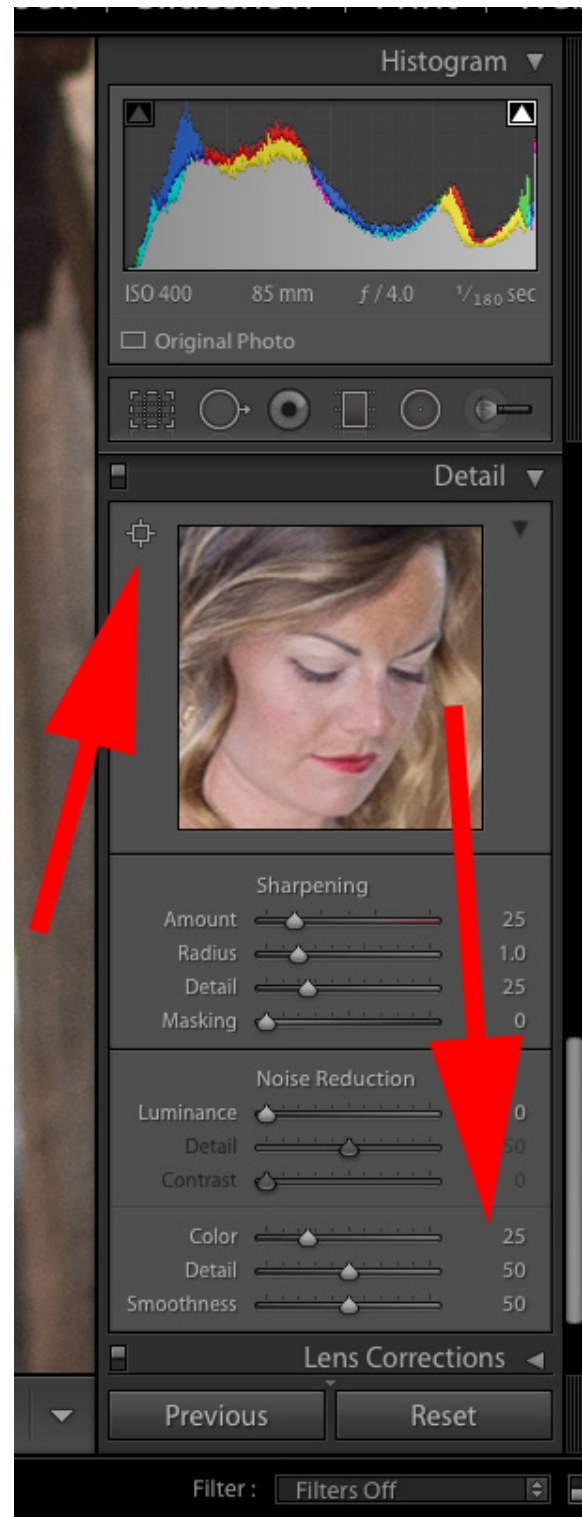 Histogram
ISO 400 85 mm ƒ / 4.0 1/180 sec
Original Photo
Detail
Sharpening
Amount 25
Radius 1.0
Detail 25
Masking 0
Noise Reduction
Luminance 0
Detail 50
Contrast 0
Color 25
Detail 50
Smoothness 50
Lens Corrections
Previous Reset
Filter : Filters Off